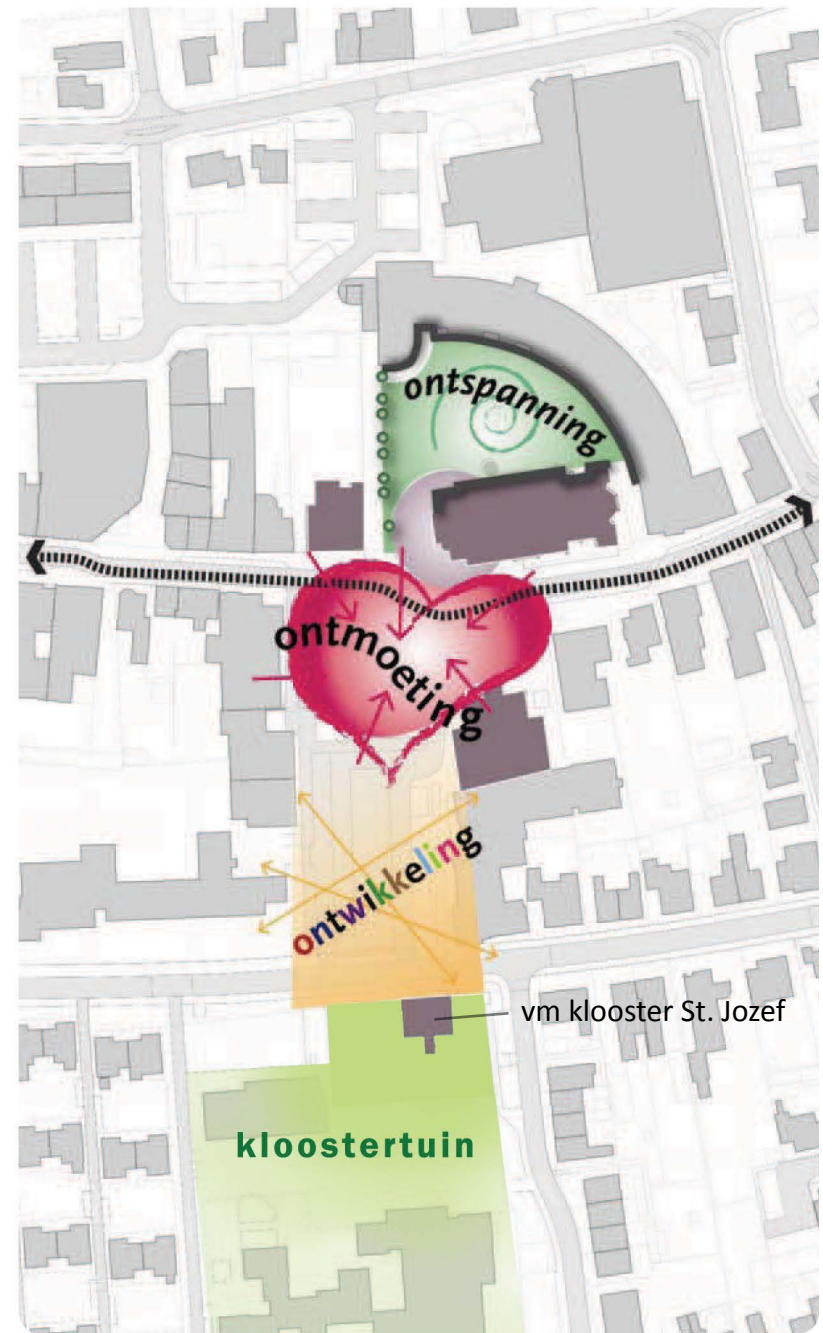 ontspanning
ontmoeting
ontwikkeling
vm klooster St. Jozef
kloostertuin